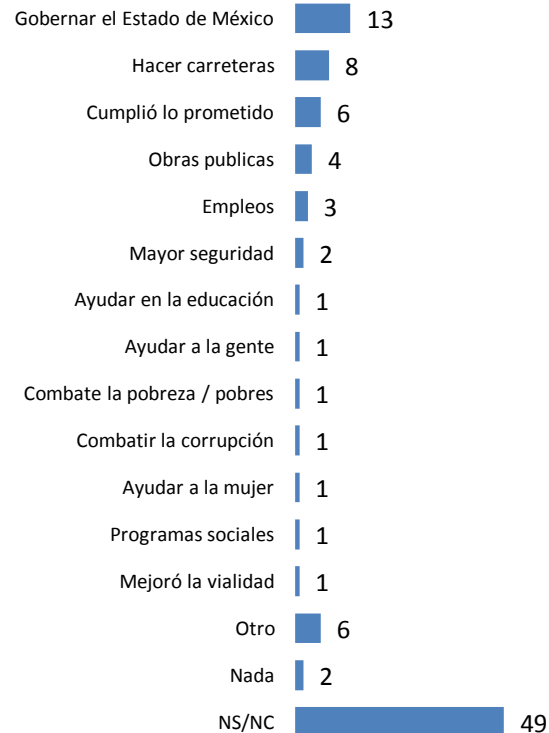 Gobernar el Estado de México 13
Hacer carreteras 8
Cumplió lo prometido 6
Obras publicas 4
Empleos 3
Mayor seguridad 2
Ayudar en la educación 1
Ayudar a la gente 1
Combate la pobreza / pobres 1
Combatir la corrupción 1
Ayudar a la mujer 1
Programas sociales 1
Mejoró la vialidad 1
Otro 6
Nada 2
NS/NC 49